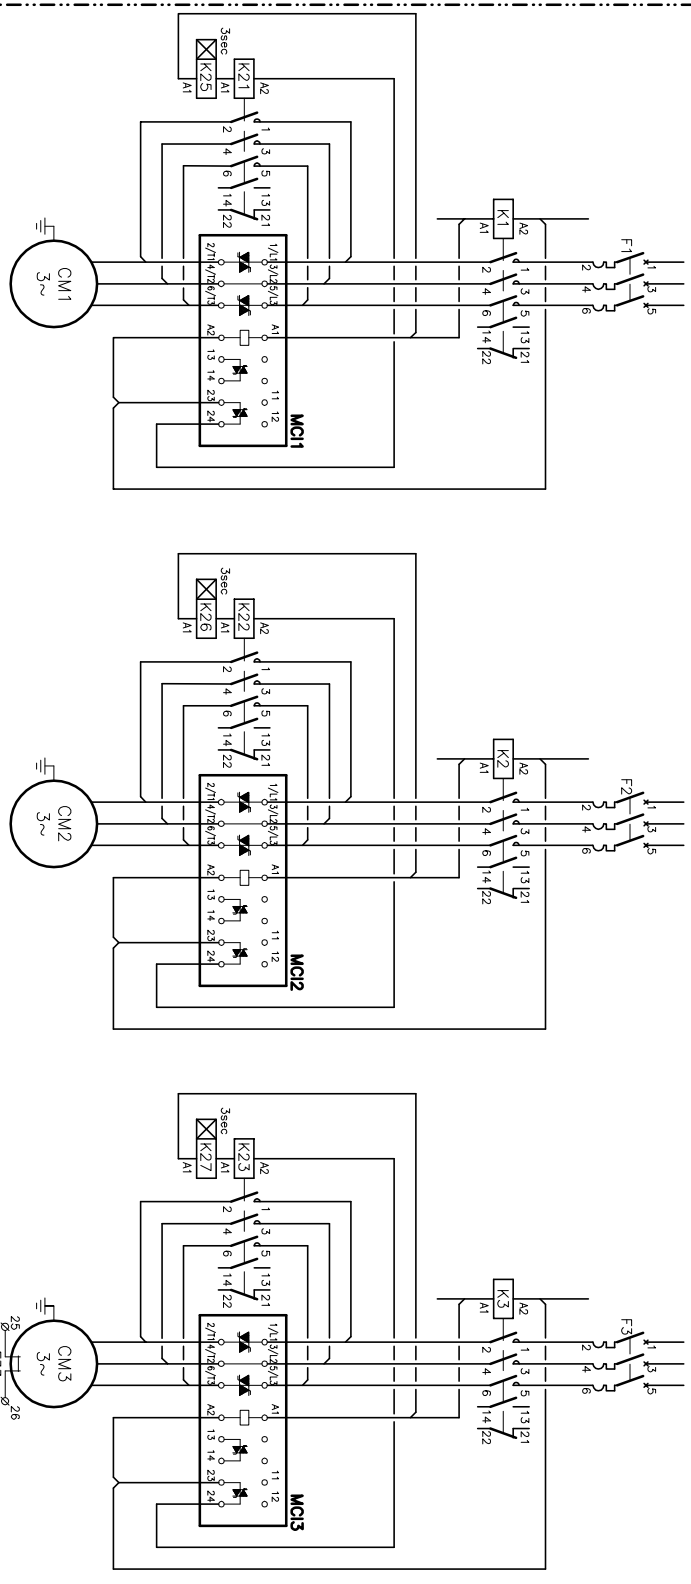 3sec
K25
A1
A1
K21
A2
2
1
4
3
6
5
14
13
22
21
K1
A1
A2
2
1
4
3
6
5
14
13
22
21
F1
2
1
4
3
6
5
CM1
3~
2/T1
4/T2
6/T3
1/L1
3/L2
5/L3
A2
A1
13
14
23
24
11
12
MCI1
3sec
K26
A1
A1
K22
A2
2
1
4
3
6
5
14
13
22
21
K2
A1
A2
2
1
4
3
6
5
14
13
22
21
F2
2
1
4
3
6
5
CM2
3~
2/T1
4/T2
6/T3
1/L1
3/L2
5/L3
A2
A1
13
14
23
24
11
12
MCI2
3sec
K27
A1
A1
K23
A2
2
1
4
3
6
5
14
13
22
21
K3
A1
A2
2
1
4
3
6
5
14
13
22
21
F3
2
1
4
3
6
5
CM3
3~
25
26
2/T1
4/T2
6/T3
1/L1
3/L2
5/L3
A2
A1
13
14
23
24
11
12
MCI3